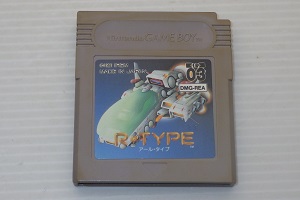 Nintendo GAME BOY
MADE IN JAPAN
03
DMG-REA
R·TYPE
アール・タイプ